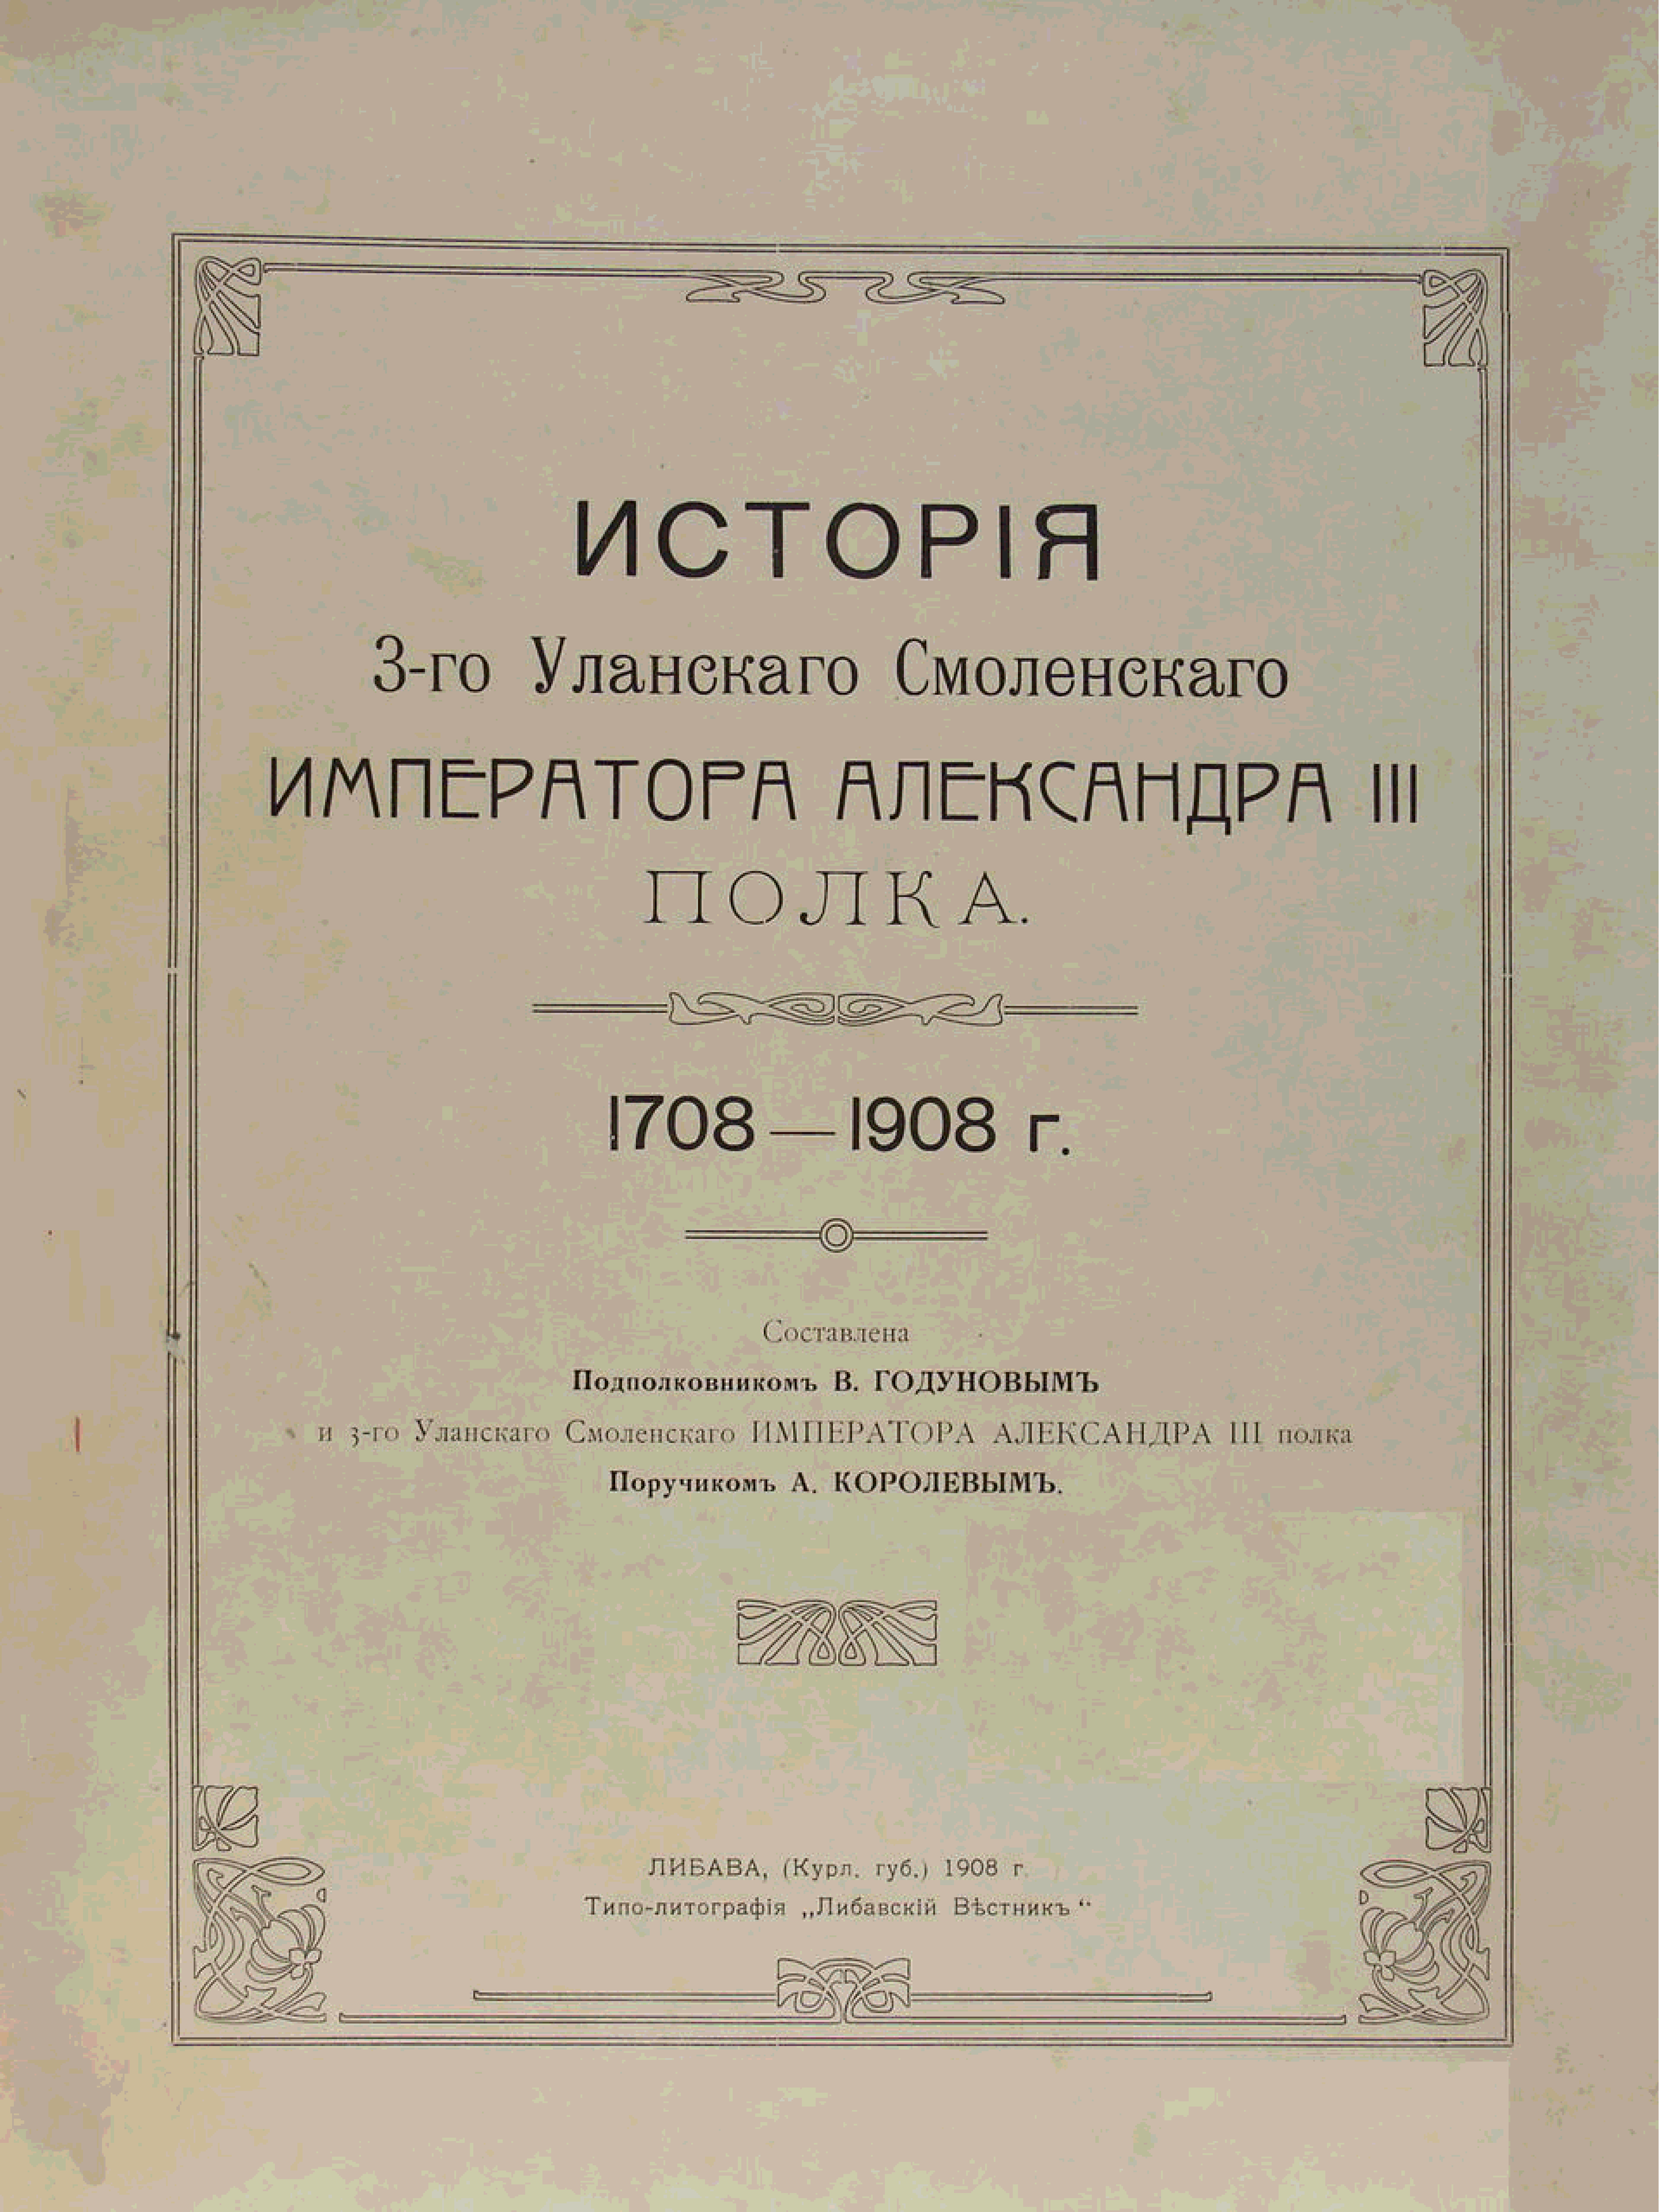 ИСТОРІЯ
3-го Уланскаго Смоленскаго
ИМПЕРАТОРА АЛЕКСАНДРА III
ПОЛКА.
1708—1908 г.
Составлена
Подполковникомъ В. ГОДУНОВЫМЪ
и 3-го Уланскаго Смоленскаго ИМПЕРАТОРА АЛЕКСАНДРА III полка
Поручикомъ А. КОРОЛЕВЫМЪ.
ЛИБАВА, (Курл. губ.) 1908 г.
Типо-литографія „Либавскій Вѣстникъ“